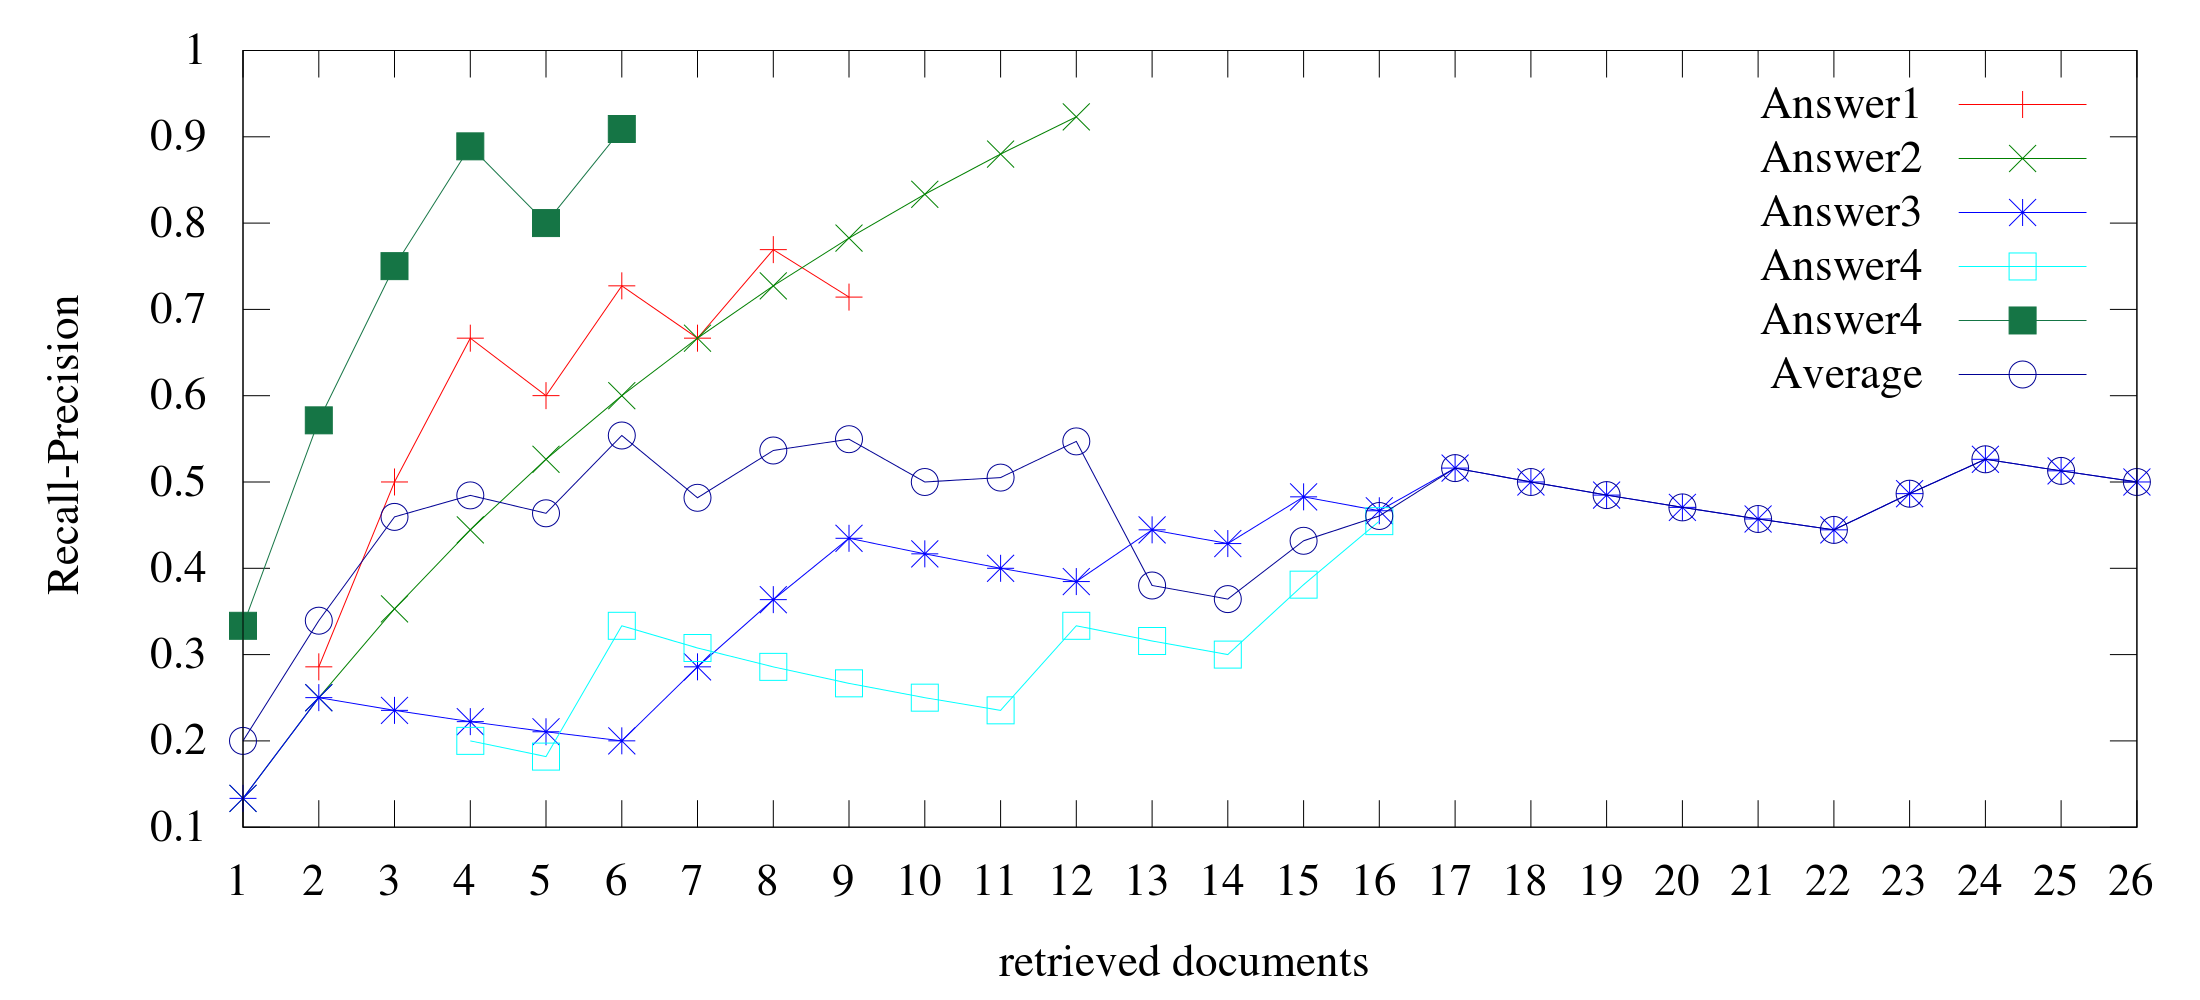 1
0.9
0.8
0.7
0.6
0.5
0.4
0.3
0.2
0.1
Recall-Precision
Answer1
Answer2
Answer3
Answer4
Answer4
Average
1 2 3 4 5 6 7 8 9 10 11 12 13 14 15 16 17 18 19 20 21 22 23 24 25 26
retrieved documents